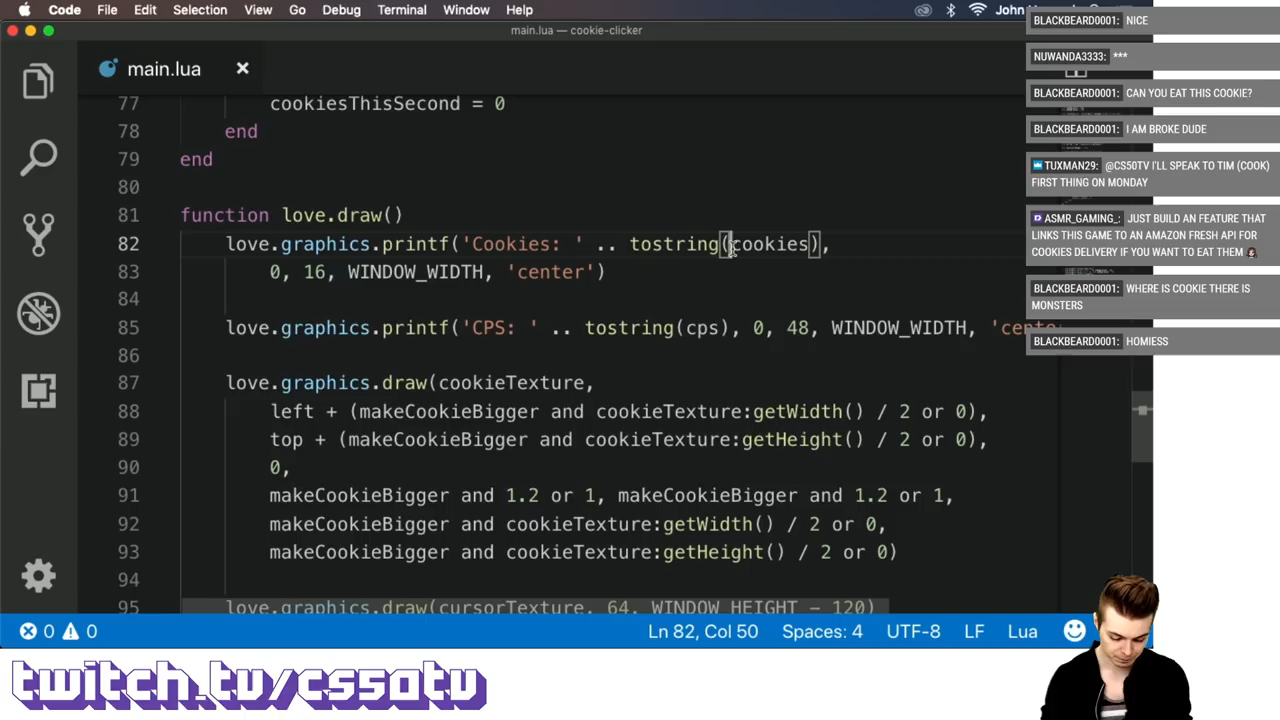 Code File Edit Selection View Go Debug Terminal Window Help
main.lua — cookie-clicker
main.lua
77 cookiesThisSecond = 0
78 end
79 end
80
81 function love.draw()
82 love.graphics.printf('Cookies: ' .. tostring(cookies),
83 0, 16, WINDOW_WIDTH, 'center')
84
85 love.graphics.printf('CPS: ' .. tostring(cps), 0, 48, WINDOW_WIDTH, 'cente
86
87 love.graphics.draw(cookieTexture,
88 left + (makeCookieBigger and cookieTexture:getWidth() / 2 or 0),
89 top + (makeCookieBigger and cookieTexture:getHeight() / 2 or 0),
90 0,
91 makeCookieBigger and 1.2 or 1, makeCookieBigger and 1.2 or 1,
92 makeCookieBigger and cookieTexture:getWidth() / 2 or 0,
93 makeCookieBigger and cookieTexture:getHeight() / 2 or 0)
94
95 love.graphics.draw(cursorTexture, 64, WINDOW_HEIGHT - 120)
0 0 Ln 82, Col 50 Spaces: 4 UTF-8 LF Lua
John
BLACKBEARD0001: NICE
NUWANDA3333: ***
BLACKBEARD0001: CAN YOU EAT THIS COOKIE?
BLACKBEARD0001: I AM BROKE DUDE
TUXMAN29: @CS50TV I'LL SPEAK TO TIM (COOK)
FIRST THING ON MONDAY
ASMR_GAMING_: JUST BUILD AN FEATURE THAT
LINKS THIS GAME TO AN AMAZON FRESH API FOR
COOKIES DELIVERY IF YOU WANT TO EAT THEM
BLACKBEARD0001: WHERE IS COOKIE THERE IS
MONSTERS
BLACKBEARD0001: HOMIESS
twitch.tv/cs50tv